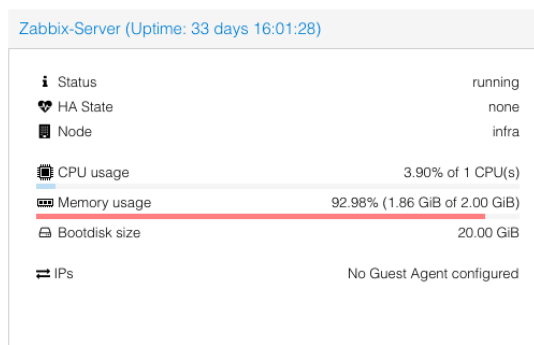 Zabbix-Server (Uptime: 33 days 16:01:28)
Status running
HA State none
Node infra
CPU usage 3.90% of 1 CPU(s)
Memory usage 92.98% (1.86 GiB of 2.00 GiB)
Bootdisk size 20.00 GiB
IPs No Guest Agent configured